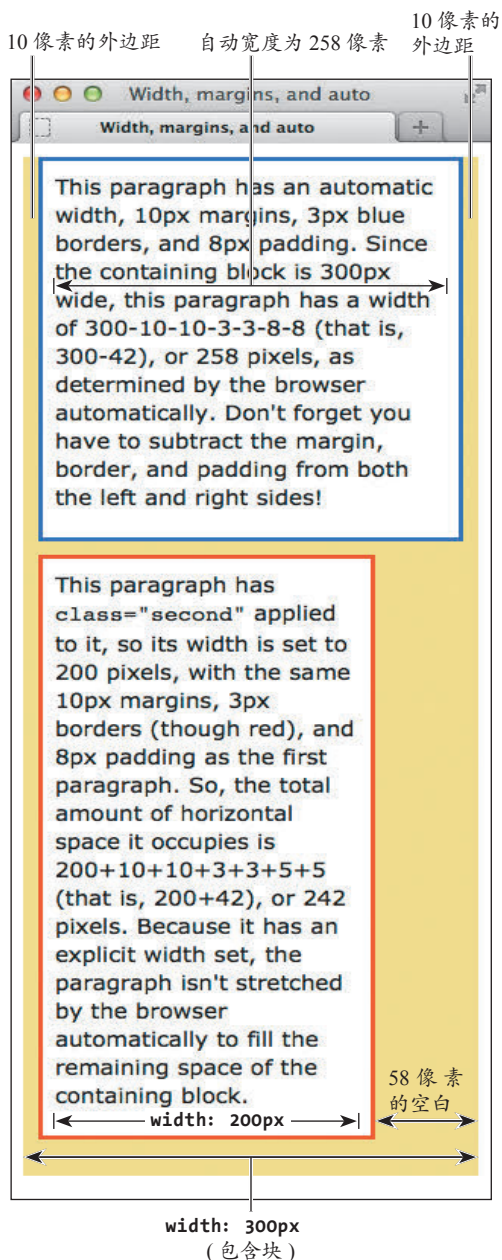 10 像素的外边距
自动宽度为 258 像素
10 像素的
外边距
Width, margins, and auto
Width, margins, and auto
This paragraph has an automatic
width, 10px margins, 3px blue
borders, and 8px padding. Since
the containing block is 300px
wide, this paragraph has a width
of 300-10-10-3-3-8-8 (that is,
300-42), or 258 pixels, as
determined by the browser
automatically. Don't forget you
have to subtract the margin,
border, and padding from both
the left and right sides!
This paragraph has
class="second" applied
to it, so its width is set to
200 pixels, with the same
10px margins, 3px
borders (though red), and
8px padding as the first
paragraph. So, the total
amount of horizontal
space it occupies is
200+10+10+3+3+5+5
(that is, 200+42), or 242
pixels. Because it has an
explicit width set, the
paragraph isn't stretched
by the browser
automatically to fill the
remaining space of the
containing block.
58 像 素
的空白
width: 200px
width: 300px
( 包含块 )